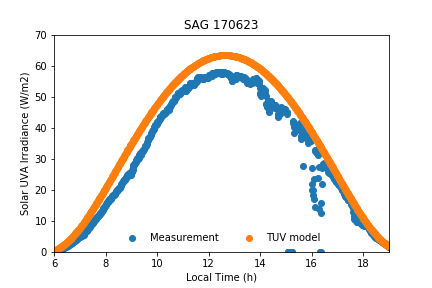 SAG 170623
70
60
50
40
30
20
10
0
Solar UVA Irradiance (W/m2)
Measurement TUV model
6 8 10 12 14 16 18
Local Time (h)